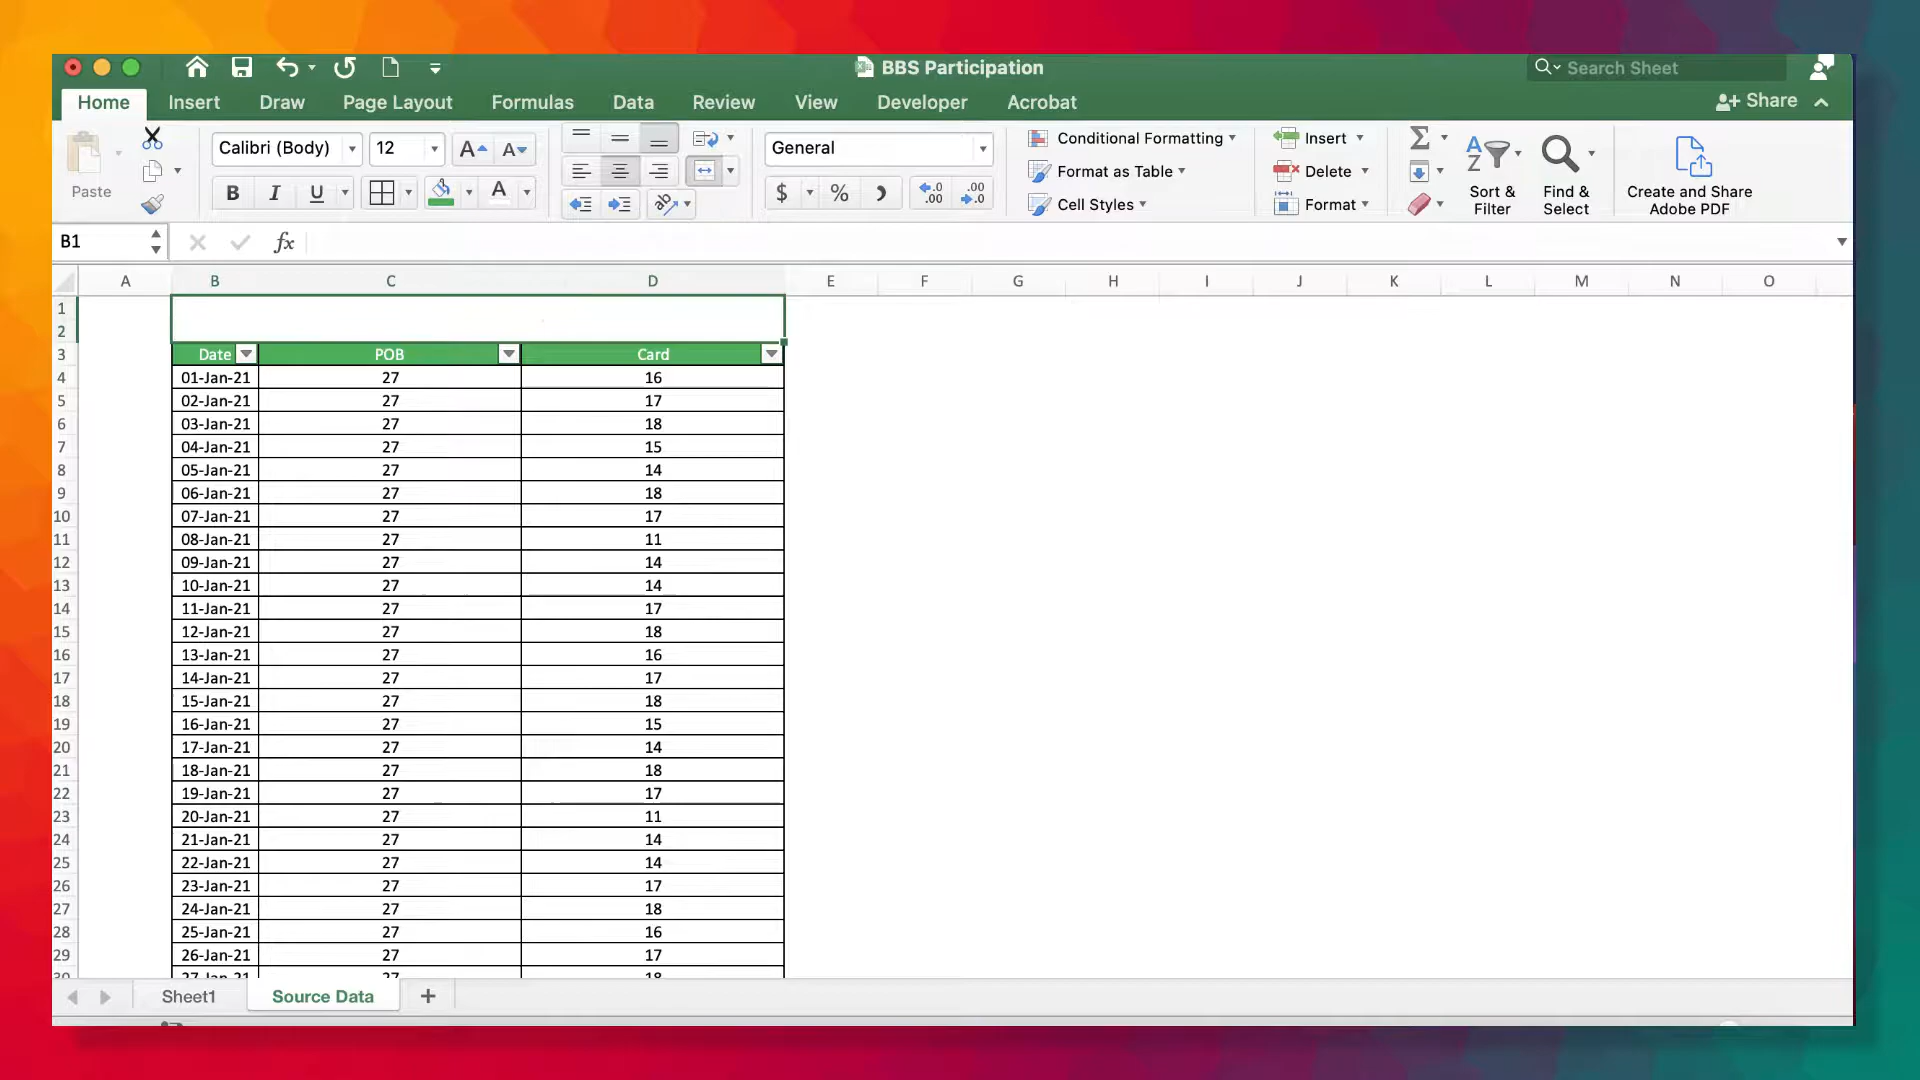 BBS Participation
Search Sheet
Home Insert Draw Page Layout Formulas Data Review View Developer Acrobat Share
Paste
Calibri (Body) 12
B I U A
General
$ %
Conditional Formatting
Format as Table
Cell Styles
Insert
Delete
Format
Sort & Filter
Find & Select
Create and Share Adobe PDF
B1 fx
A B C D E F G H I J K L M N O
1
2
3 Date POB Card
4 01-Jan-21 27 16
5 02-Jan-21 27 17
6 03-Jan-21 27 18
7 04-Jan-21 27 15
8 05-Jan-21 27 14
9 06-Jan-21 27 18
10 07-Jan-21 27 17
11 08-Jan-21 27 11
12 09-Jan-21 27 14
13 10-Jan-21 27 14
14 11-Jan-21 27 17
15 12-Jan-21 27 18
16 13-Jan-21 27 16
17 14-Jan-21 27 17
18 15-Jan-21 27 18
19 16-Jan-21 27 15
20 17-Jan-21 27 14
21 18-Jan-21 27 18
22 19-Jan-21 27 17
23 20-Jan-21 27 11
24 21-Jan-21 27 14
25 22-Jan-21 27 14
26 23-Jan-21 27 17
27 24-Jan-21 27 18
28 25-Jan-21 27 16
29 26-Jan-21 27 17
30 27-Jan-21 27 18
Sheet1 Source Data +